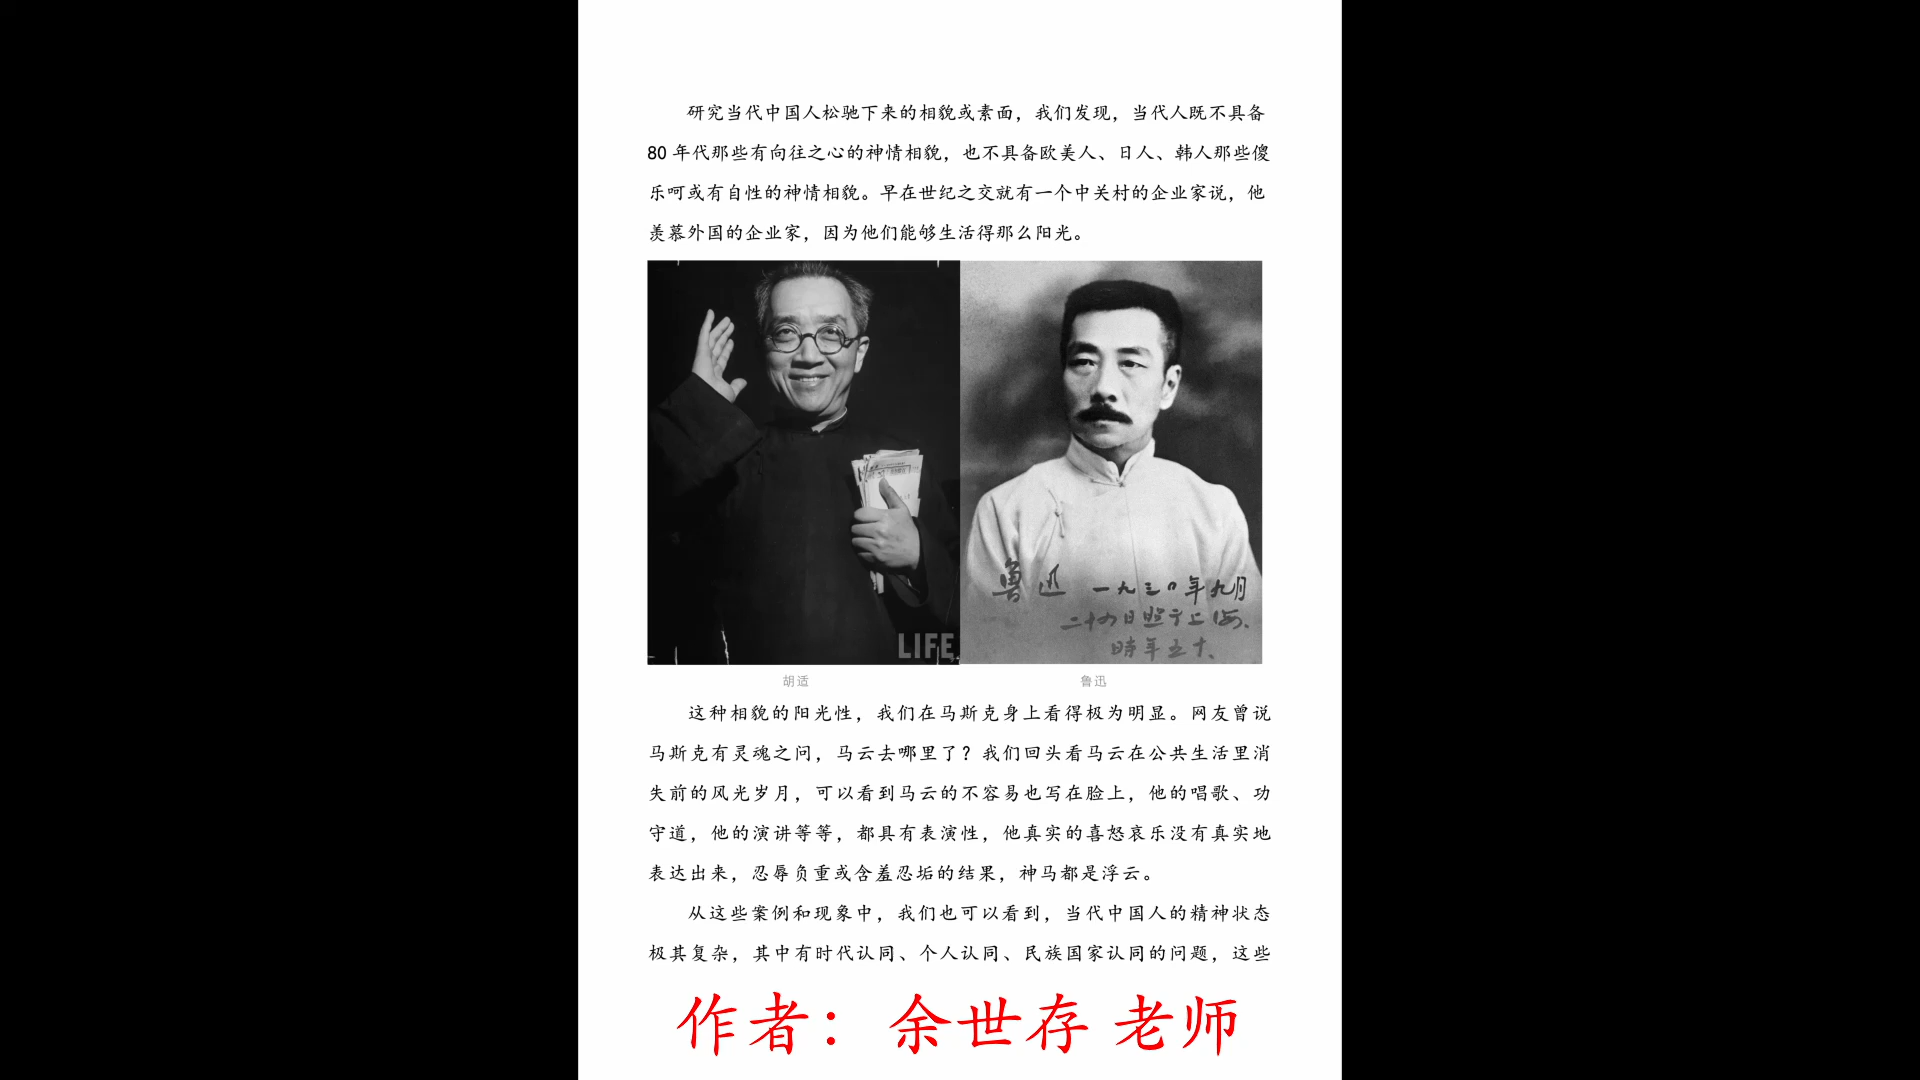 研究当代中国人松驰下来的相貌或素面，我们发现，当代人既不具备
80 年代那些有向往之心的神情相貌，也不具备欧美人、日人、韩人那些傻
乐呵或有自性的神情相貌。早在世纪之交就有一个中关村的企业家说，他
羡慕外国的企业家，因为他们能够生活得那么阳光。
LIFE
鲁迅 一九三〇年九月
二十四日照于上海、
時年五十、
胡适
鲁迅
这种相貌的阳光性，我们在马斯克身上看得极为明显。网友曾说
马斯克有灵魂之问，马云去哪里了？我们回头看马云在公共生活里消
失前的风光岁月，可以看到马云的不容易也写在脸上，他的唱歌、功
守道，他的演讲等等，都具有表演性，他真实的喜怒哀乐没有真实地
表达出来，忍辱负重或含羞忍垢的结果，神马都是浮云。
从这些案例和现象中，我们也可以看到，当代中国人的精神状态
极其复杂，其中有时代认同、个人认同、民族国家认同的问题，这些
作者：余世存 老师